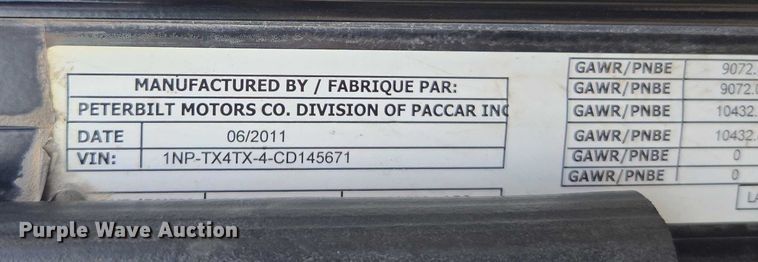 MANUFACTURED BY / FABRIQUE PAR:
PETERBILT MOTORS CO. DIVISION OF PACCAR INC
DATE 06/2011
VIN: 1NP-TX4TX-4-CD145671
GAWR/PNBE 9072.
GAWR/PNBE 9072.0
GAWR/PNBE 10432.
GAWR/PNBE 10432.
GAWR/PNBE 0
GAWR/PNBE 0
LA
Purple Wave Auction